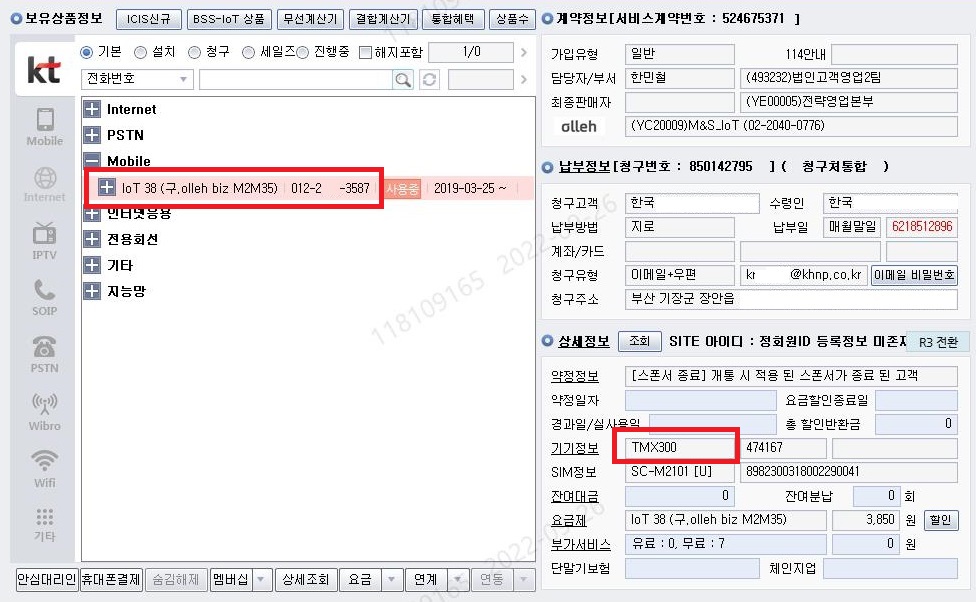 보유상품정보 ICIS신규 BSS-IoT 상품 무선계산기 결합계산기 통합혜택 상품수
kt
기본 설치 청구 세일즈 진행중 해지포함 1/0
전화번호
Internet
PSTN
Mobile
IoT 38 (구,olleh biz M2M35) 012-2 -3587 사용중 2019-03-25 ~
인터넷응용
전용회선
기타
지능망
Mobile
Internet
IPTV
SOIP
PSTN
Wibro
Wifi
기타
안심대리인 휴대폰결제 숨김해제 멤버십 상세조회 요금 연계 연동
계약정보[서비스계약번호 : 524675371 ]
가입유형 일반 114안내
담당자/부서 한민철 (493232)법인고객영업2팀
최종판매자 (YE00005)전략영업본부
olleh (YC20009)M&S_IoT (02-2040-0776)
납부정보[청구번호 : 850142795 ] ( 청구처통합 )
청구고객 한국 수령인 한국
납부방법 지로 납부일 매월말일 6218512896
계좌/카드
청구유형 이메일+우편 kr @khnp,co,kr 이메일 비밀번호
청구주소 부산 기장군 장안읍
상세정보 조회 SITE 아이디 : 정회원ID 등록정보 미존재 R3 전환
약정정보 [스폰서 종료] 개통 시 적용 된 스폰서가 종료 된 고객
약정일자 요금할인종료일
경과일/실사용일 총 할인반환금 0
기기정보 TMX300 474167
SIM정보 SC-M2101 [U] 8982300318002290041
잔여대금 0 잔여분납 0 회
요금제 IoT 38 (구,olleh biz M2M35) 3,850 원 할인
부가서비스 유료 : 0, 무료 : 7 0 원
단말기보험 체인지업
118109165 2022-09-26